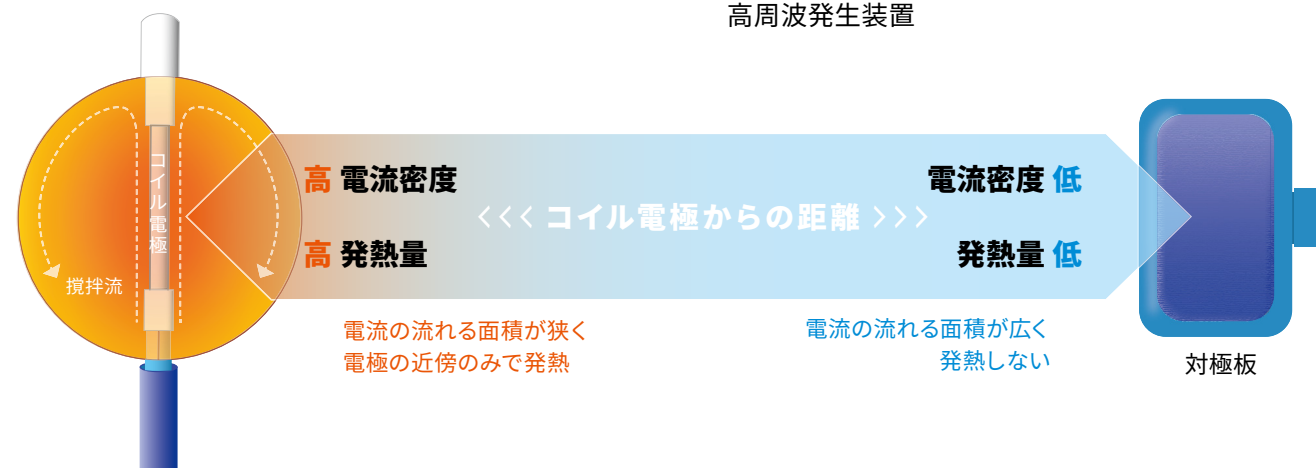 高周波発生装置
コイル電極
撹拌流
高 電流密度
電流密度 低
<<< コイル電極からの距離 >>>
高 発熱量
発熱量 低
電流の流れる面積が狭く
電極の近傍のみで発熱
電流の流れる面積が広く
発熱しない
対極板